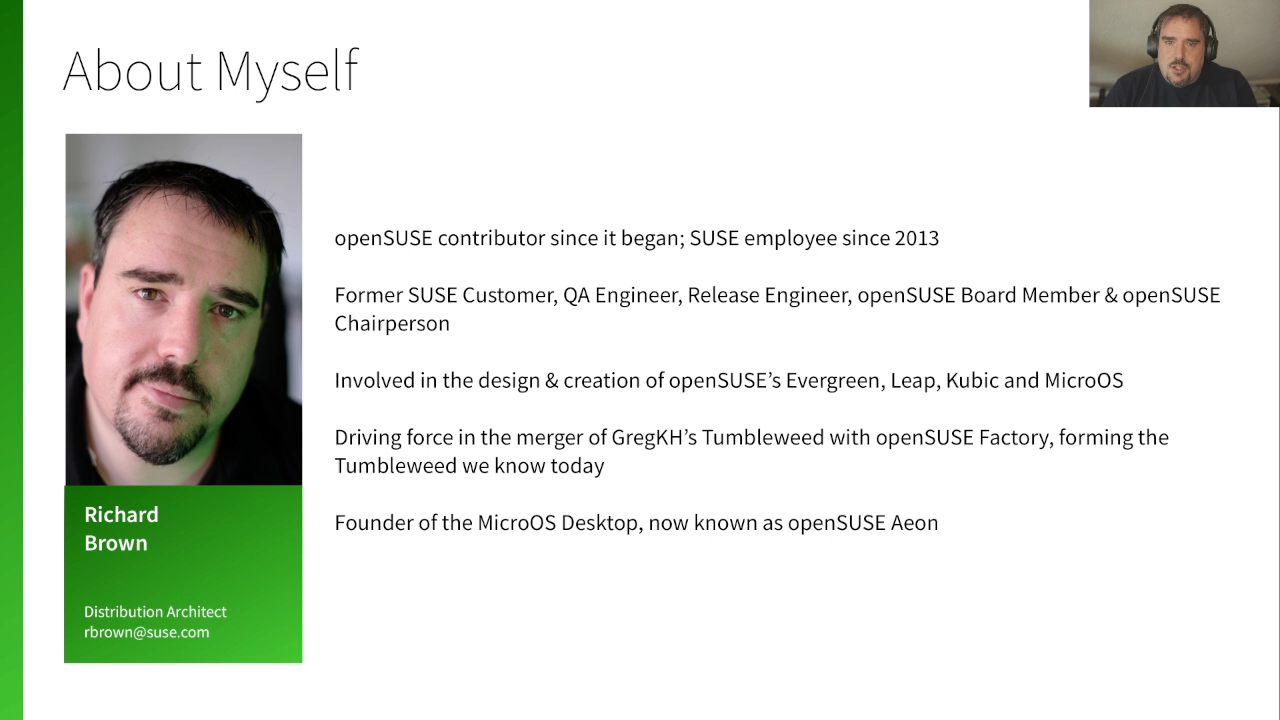 About Myself
openSUSE contributor since it began; SUSE employee since 2013
Former SUSE Customer, QA Engineer, Release Engineer, openSUSE Board Member & openSUSE
Chairperson
Involved in the design & creation of openSUSE’s Evergreen, Leap, Kubic and MicroOS
Driving force in the merger of GregKH’s Tumbleweed with openSUSE Factory, forming the
Tumbleweed we know today
Founder of the MicroOS Desktop, now known as openSUSE Aeon
Richard
Brown
Distribution Architect
rbrown@suse.com